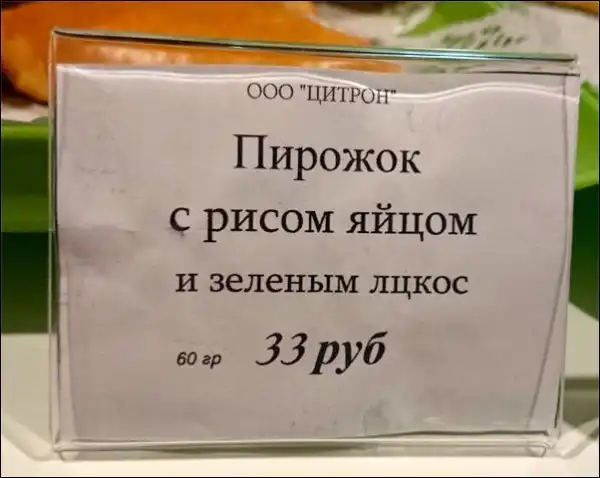 ООО "ЦИТРОН"
Пирожок
с рисом яйцом
и зеленым лцкос
60 гр 33 руб